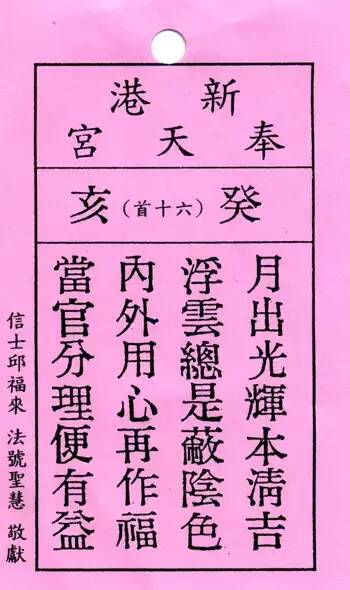 新港
奉天宮
癸（六十首）亥
月出光輝本清吉
浮雲總是蔽陰色
內外用心再作福
當官分理便有益
信士邱福來 法號聖慧 敬獻